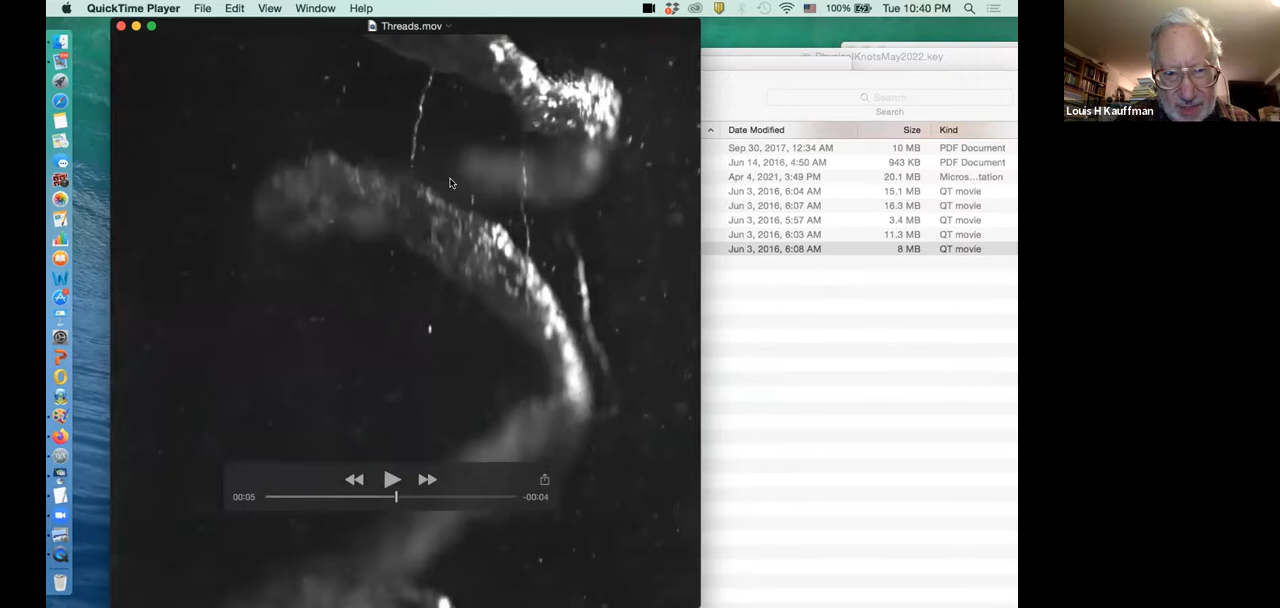 QuickTime Player File Edit View Window Help 100% Tue 10:40 PM
Threads.mov
PhysicalKnotsMay2022.key
Search
Search
Date Modified Size Kind
Sep 30, 2017, 12:34 AM 10 MB PDF Document
Jun 14, 2016, 4:50 AM 943 KB PDF Document
Apr 4, 2021, 3:49 PM 20.1 MB Micros...tation
Jun 3, 2016, 6:04 AM 15.1 MB QT movie
Jun 3, 2016, 6:07 AM 16.3 MB QT movie
Jun 3, 2016, 5:57 AM 3.4 MB QT movie
Jun 3, 2016, 6:03 AM 11.3 MB QT movie
Jun 3, 2016, 6:08 AM 8 MB QT movie
00:05 -00:04
Louis H Kauffman